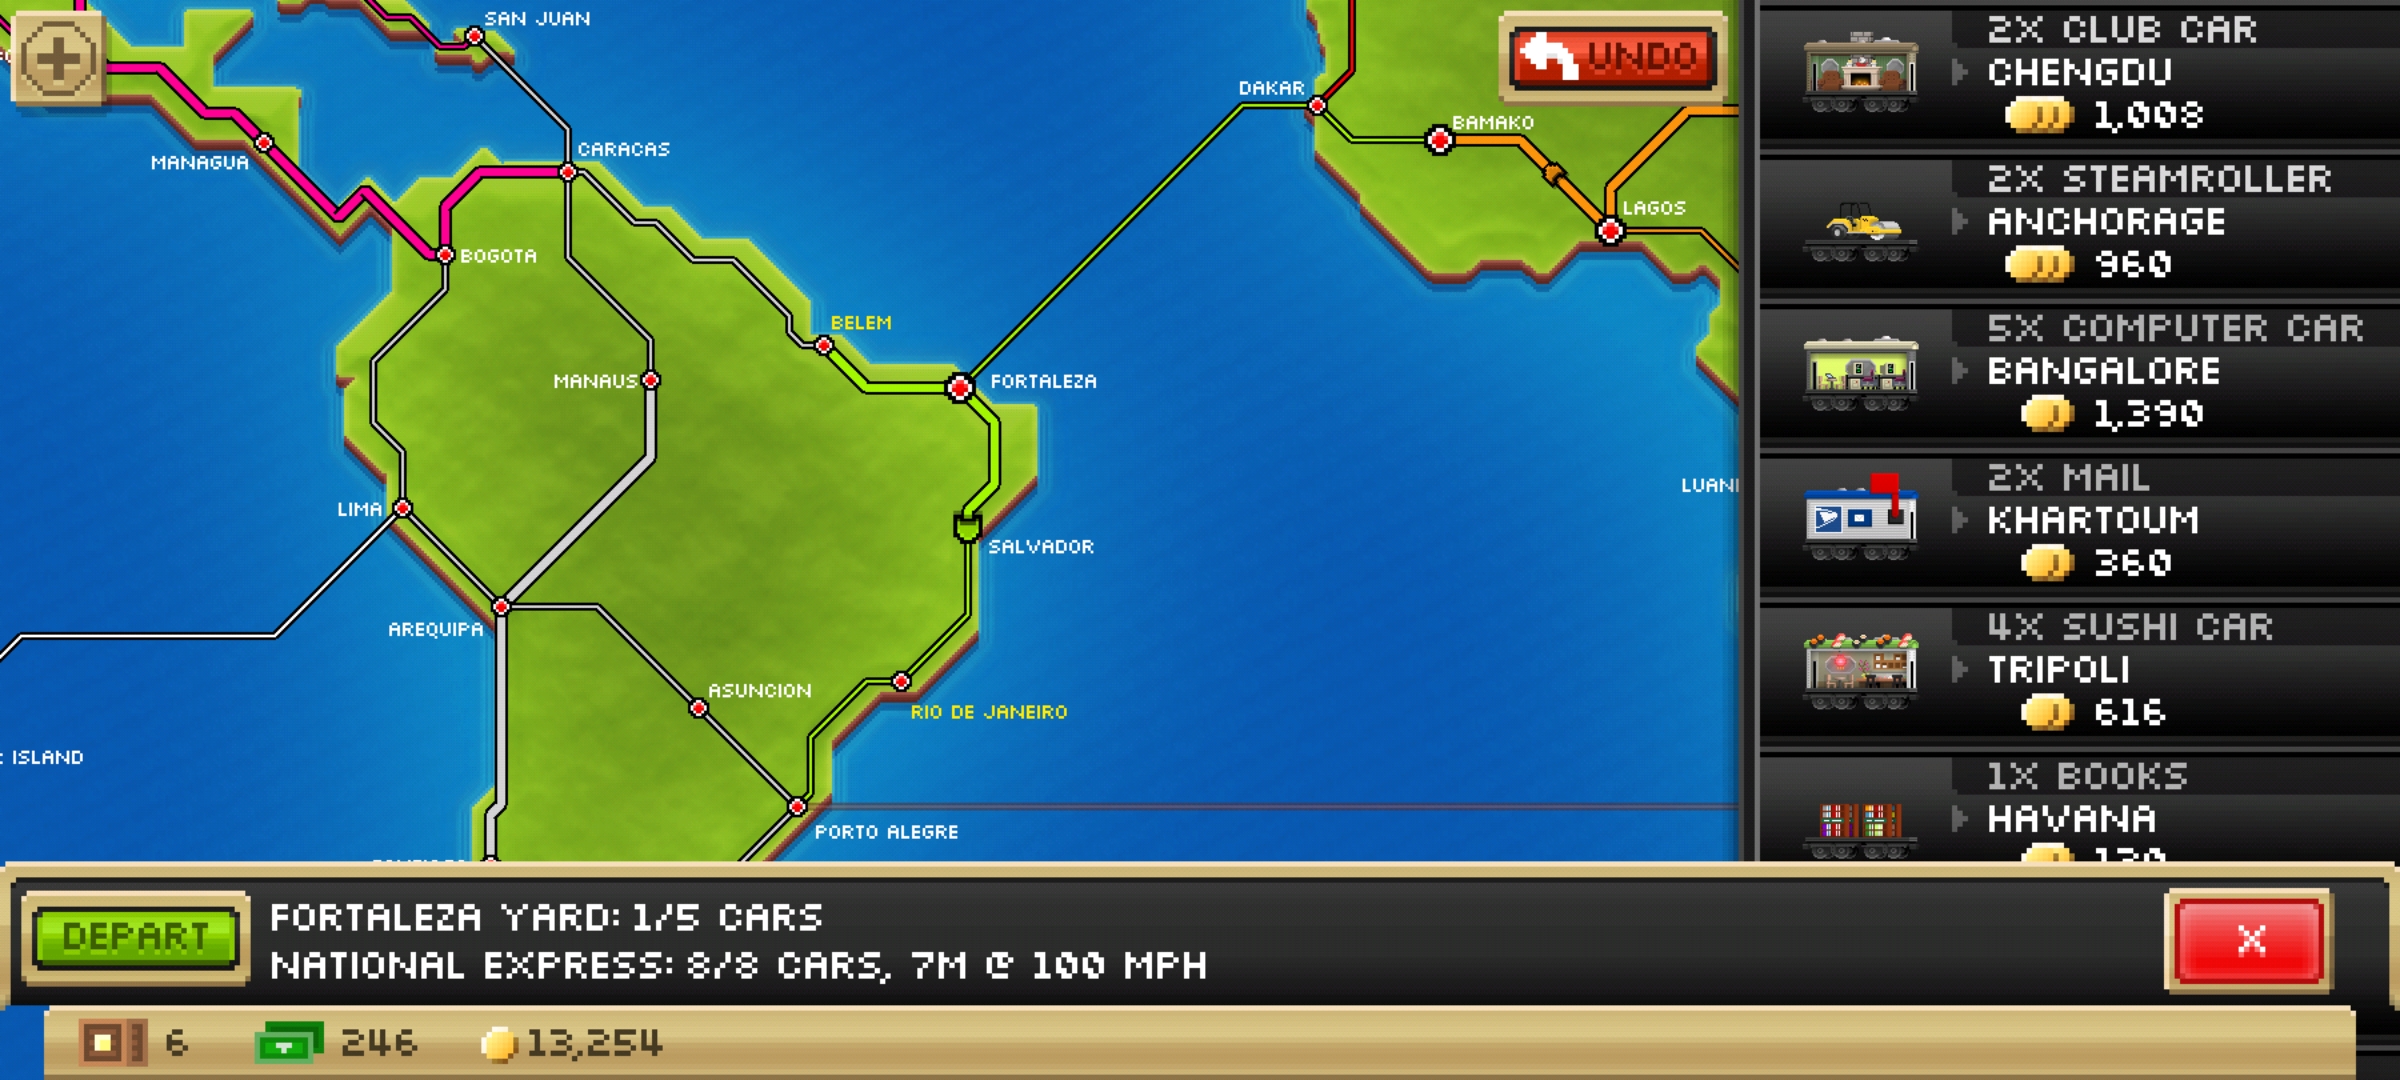 SAN JUAN
UNDO
DAKAR
BAMAKO
CARACAS
MANAGUA
LAGOS
BOGOTA
BELEM
MANAUS
FORTALEZA
LIMA
SALVADOR
AREQUIPA
ASUNCION
RIO DE JANEIRO
ISLAND
PORTO ALEGRE
2X CLUB CAR
CHENGDU
1,008
2X STEAMROLLER
ANCHORAGE
960
5X COMPUTER CAR
BANGALORE
1,390
2X MAIL
KHARTOUM
360
4X SUSHI CAR
TRIPOLI
616
1X BOOKS
HAVANA
DEPART
FORTALEZA YARD: 1/5 CARS
NATIONAL EXPRESS: 8/8 CARS, 7M @ 100 MPH
X
6
246
13,254